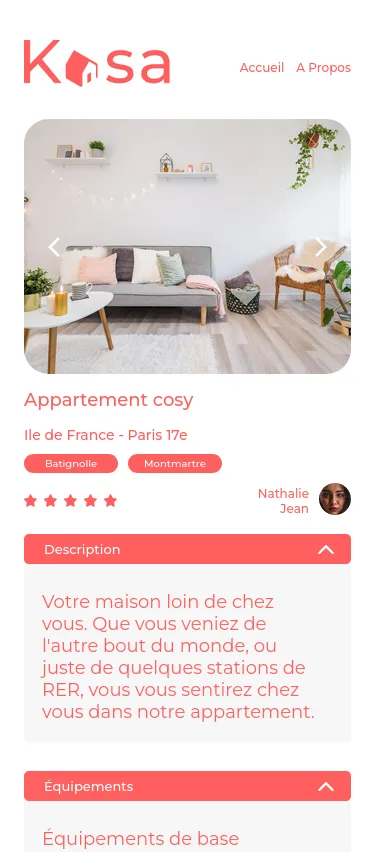 Kasa
Accueil A Propos
Appartement cosy
Ile de France - Paris 17e
Batignolle Montmartre
Nathalie
Jean
Description
Votre maison loin de chez
vous. Que vous veniez de
l'autre bout du monde, ou
juste de quelques stations de
RER, vous vous sentirez chez
vous dans notre appartement.
Équipements
Équipements de base